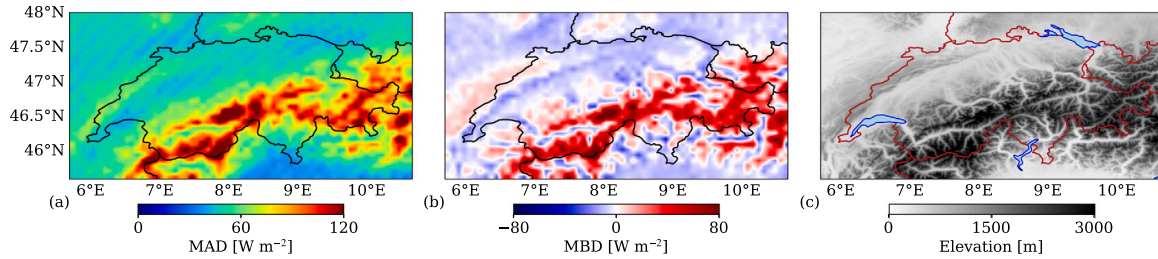 48°N
47.5°N
47°N
46.5°N
46°N
6°E 7°E 8°E 9°E 10°E
6°E 7°E 8°E 9°E 10°E
6°E 7°E 8°E 9°E 10°E
(a)
0 60 120
MAD [W m⁻²]
(b)
−80 0 80
MBD [W m⁻²]
(c)
0 1500 3000
Elevation [m]